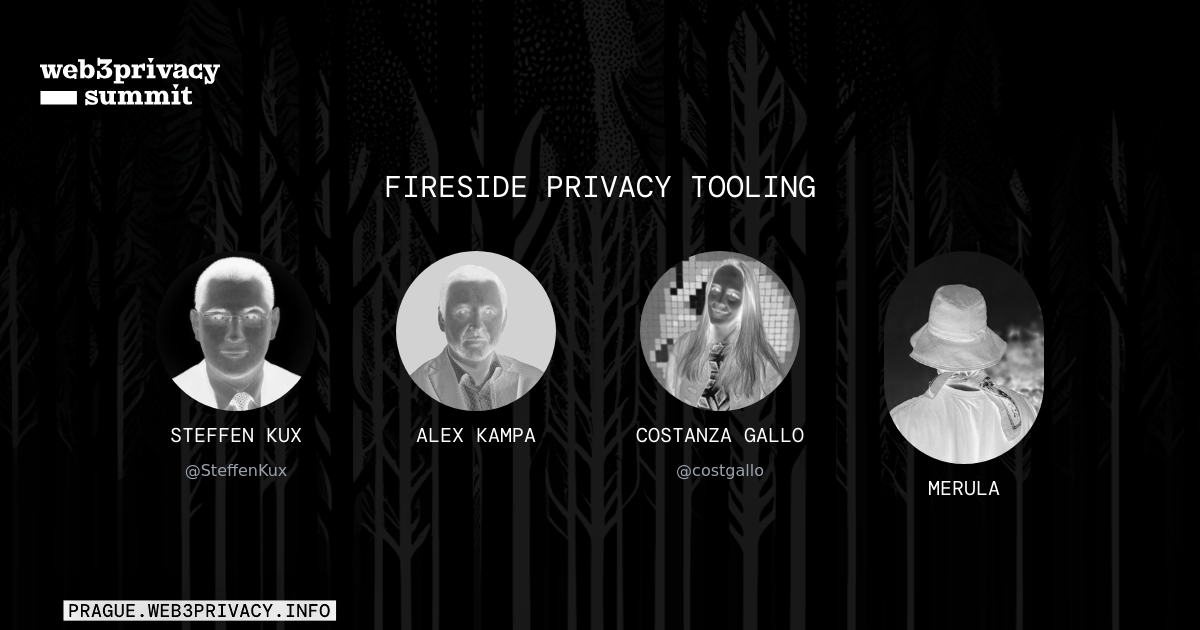 web3privacy
summit
FIRESIDE PRIVACY TOOLING
STEFFEN KUX
@SteffenKux
ALEX KAMPA
COSTANZA GALLO
@costgallo
MERULA
PRAGUE.WEB3PRIVACY.INFO